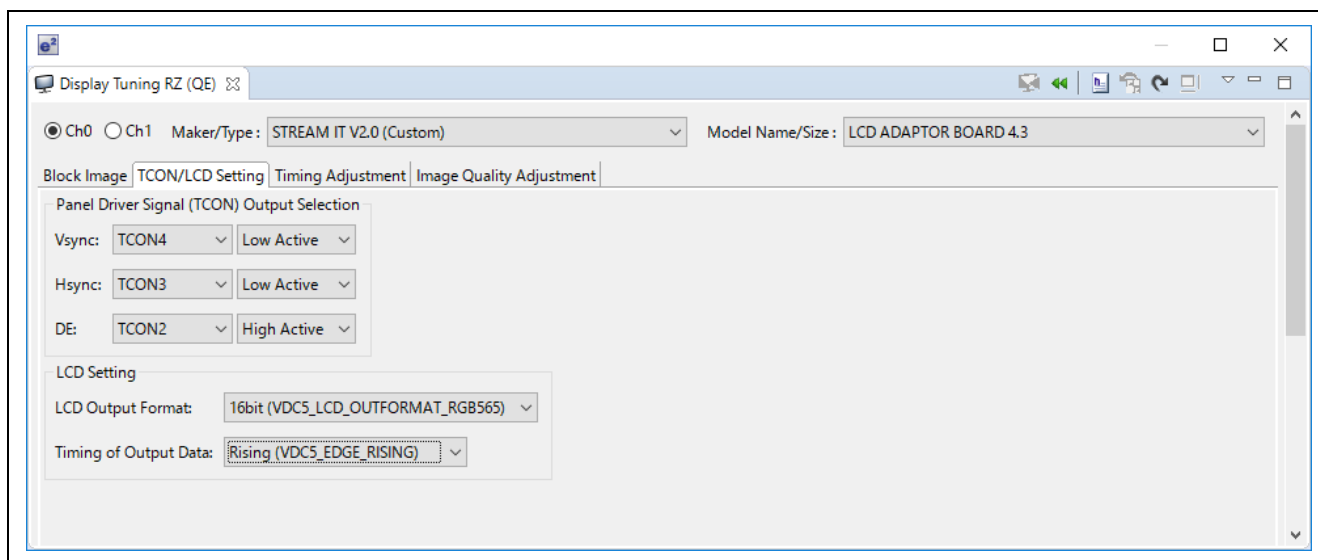 e²
Display Tuning RZ (QE)
Ch0 Ch1 Maker/Type : STREAM IT V2.0 (Custom) Model Name/Size : LCD ADAPTOR BOARD 4.3
Block Image TCON/LCD Setting Timing Adjustment Image Quality Adjustment
Panel Driver Signal (TCON) Output Selection
Vsync: TCON4 Low Active
Hsync: TCON3 Low Active
DE: TCON2 High Active
LCD Setting
LCD Output Format: 16bit (VDC5_LCD_OUTFORMAT_RGB565)
Timing of Output Data: Rising (VDC5_EDGE_RISING)